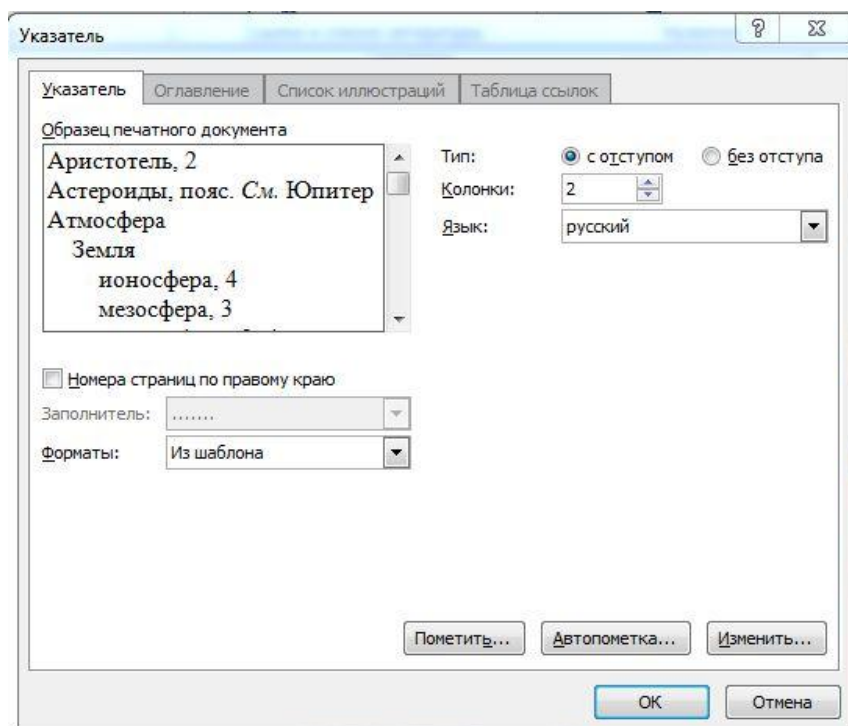 Указатель
Указатель Оглавление Список иллюстраций Таблица ссылок
Образец печатного документа
Аристотель, 2
Астероиды, пояс. См. Юпитер
Атмосфера
Земля
ионосфера, 4
мезосфера, 3
Тип: с отступом без отступа
Колонки: 2
Язык: русский
Номера страниц по правому краю
Заполнитель: .......
Форматы: Из шаблона
Пометить... Автопометка... Изменить...
ОК Отмена